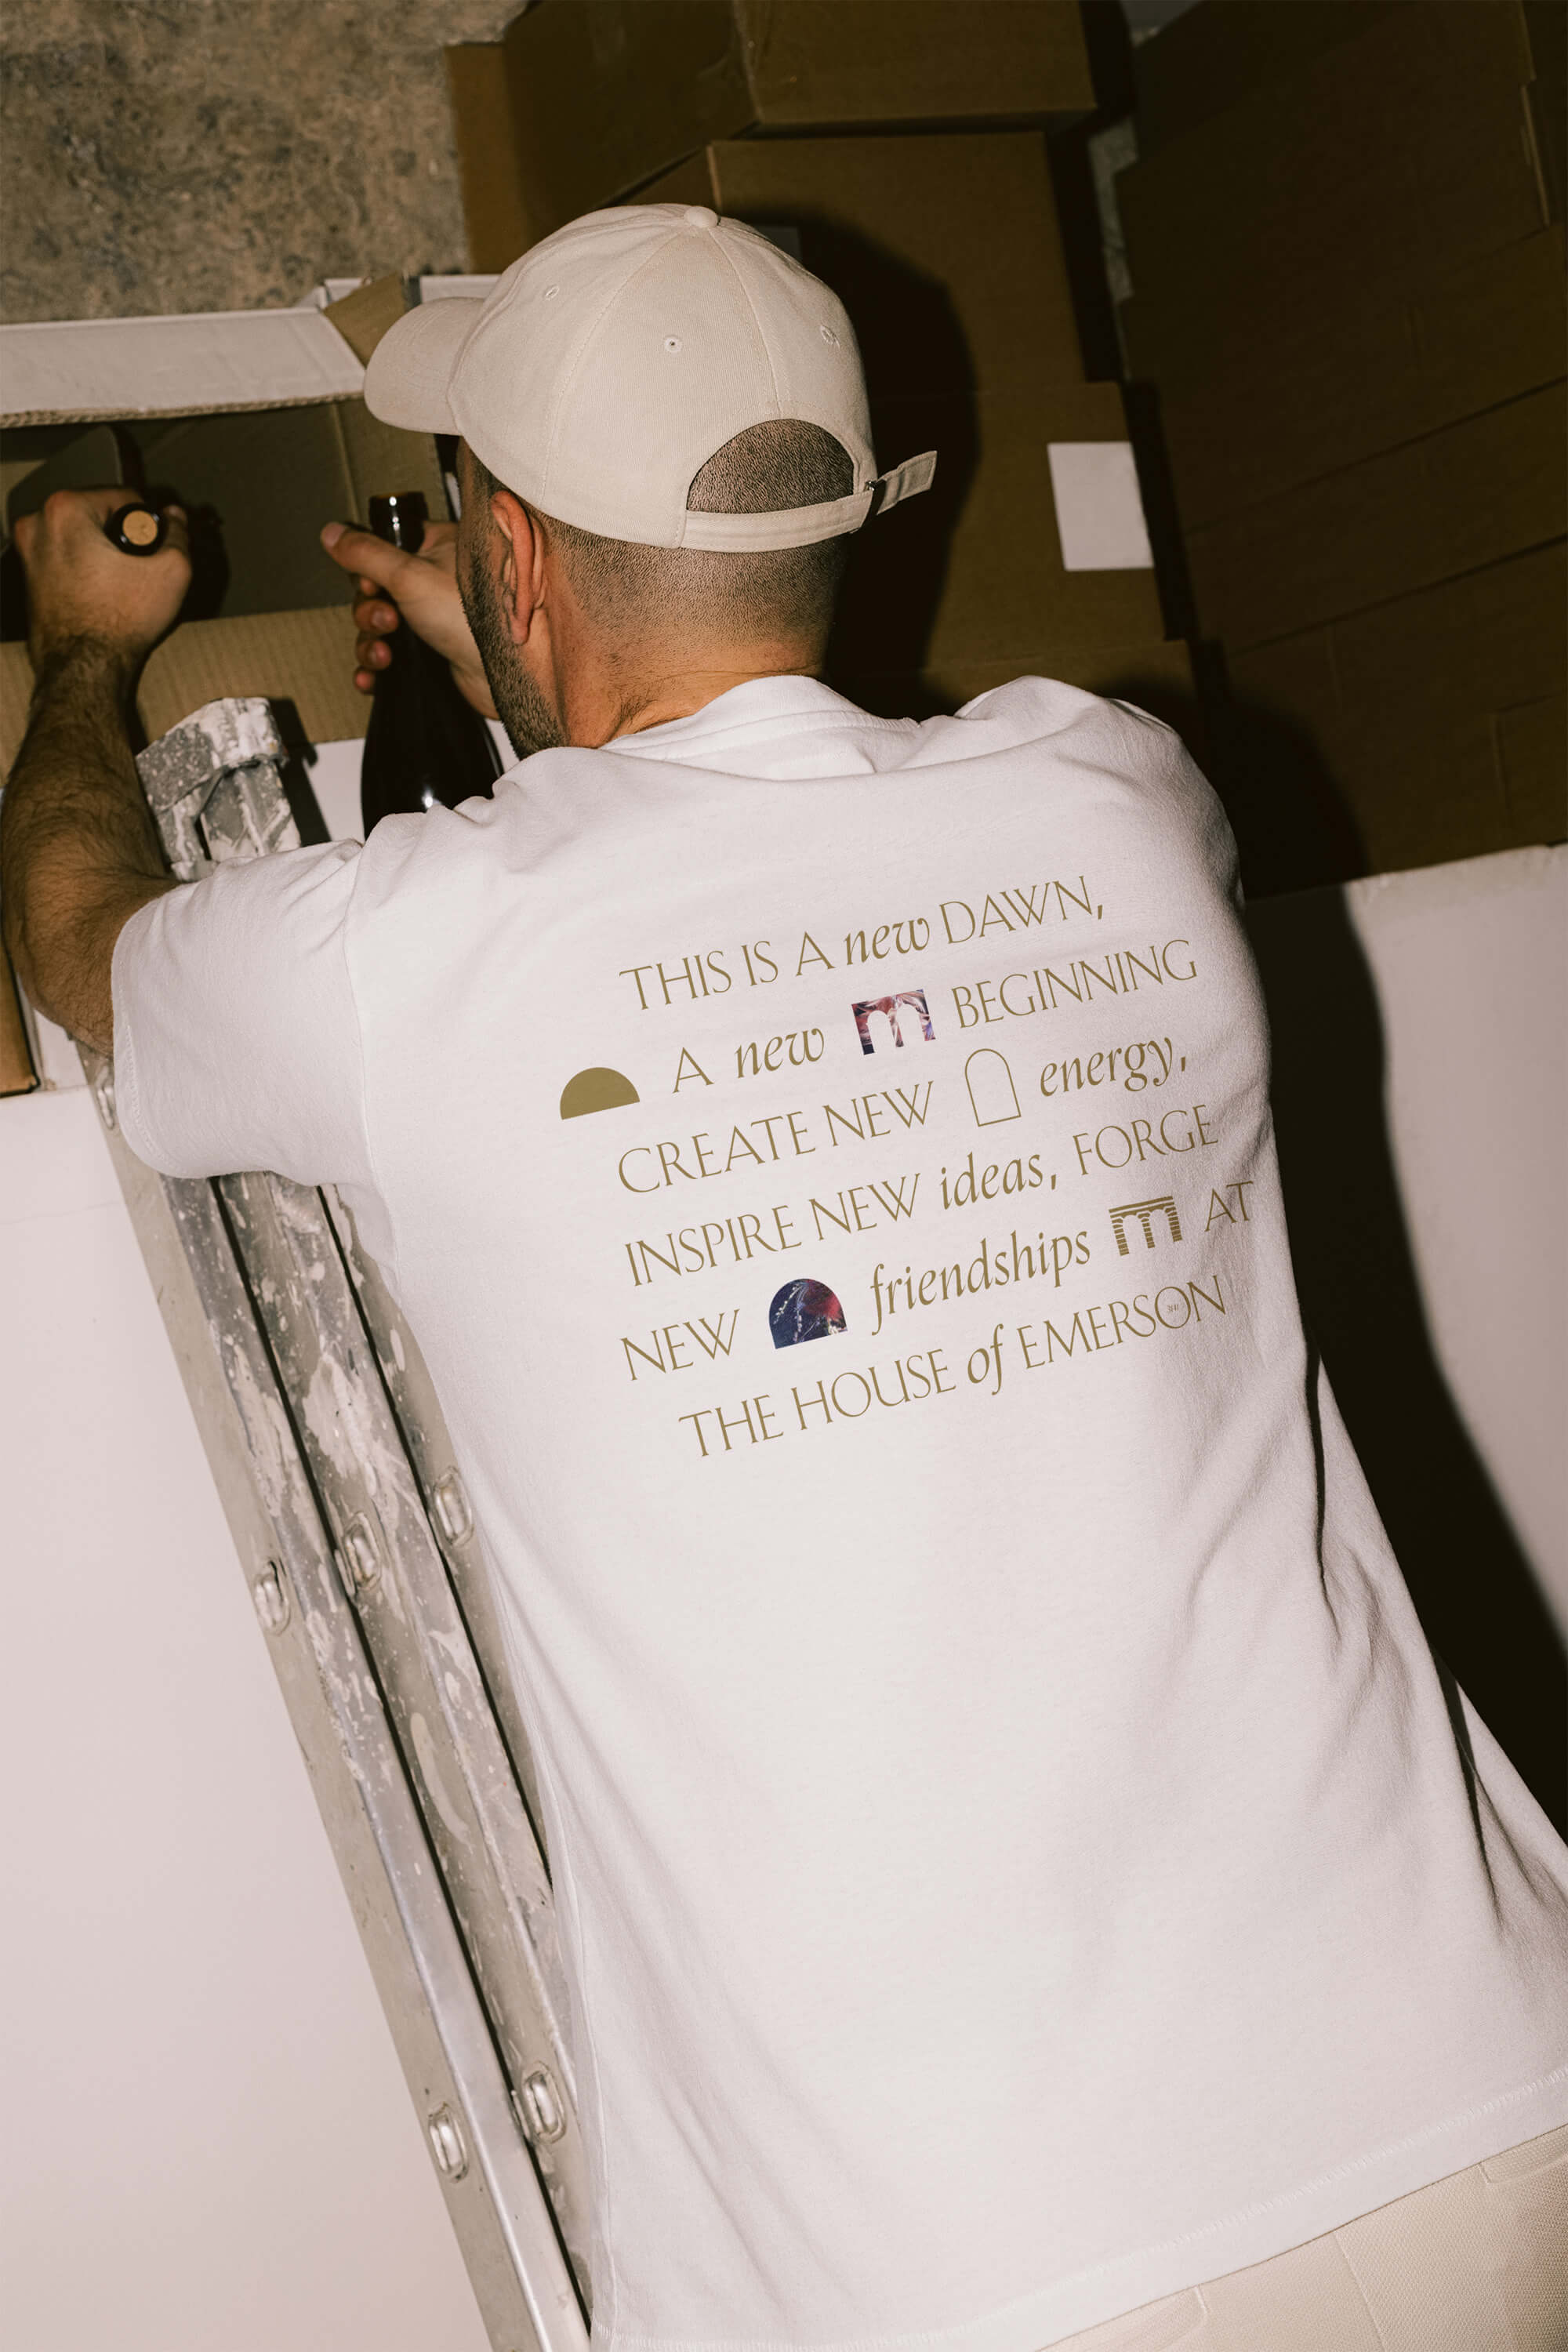 THIS IS A new DAWN,
A new BEGINNING
CREATE NEW energy,
INSPIRE NEW ideas, FORGE
NEW friendships AT
THE HOUSE of EMERSON